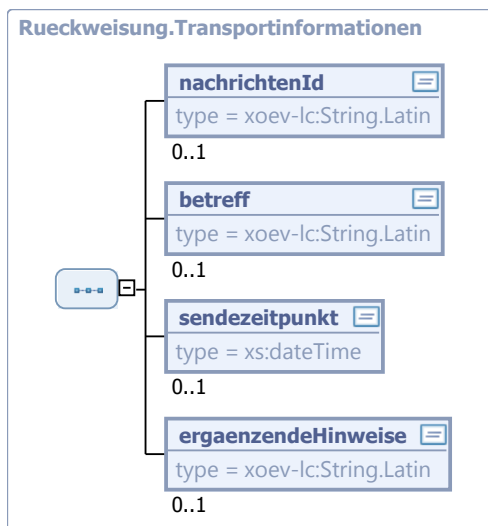 Rueckweisung.Transportinformationen
nachrichtenId
type = xoev-lc:String.Latin
0..1
betreff
type = xoev-lc:String.Latin
0..1
sendezeitpunkt
type = xs:dateTime
0..1
ergaenzendeHinweise
type = xoev-lc:String.Latin
0..1